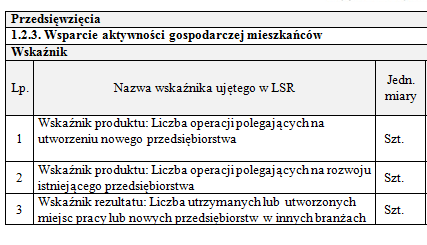 Przedsięwzięcia
1.2.3. Wsparcie aktywności gospodarczej mieszkańców
Wskaźnik
Lp. Nazwa wskaźnika ujętego w LSR Jedn. miary
1 Wskaźnik produktu: Liczba operacji polegających na utworzeniu nowego przedsiębiorstwa Szt.
2 Wskaźnik produktu: Liczba operacji polegających na rozwoju istniejącego przedsiębiorstwa Szt.
3 Wskaźnik rezultatu: Liczba utrzymanych lub utworzonych miejsc pracy lub nowych przedsiębiorstw w innych branżach Szt.